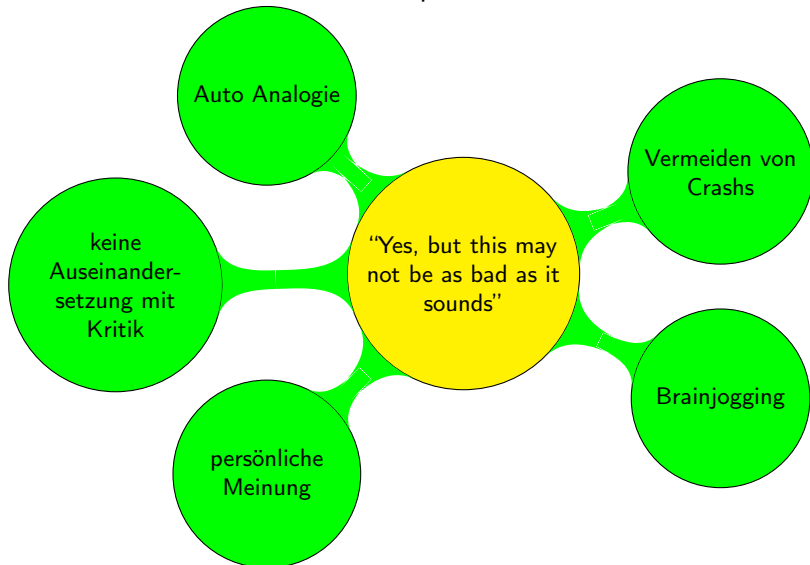 Auto Analogie
Vermeiden von
Crashs
keine
Auseinander-
setzung mit
Kritik
“Yes, but this may
not be as bad as it
sounds”
Brainjogging
persönliche
Meinung